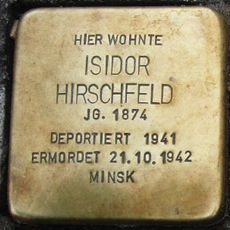 HIER WOHNTE
ISIDOR
HIRSCHFELD
JG. 1874
DEPORTIERT 1941
ERMORDET 21.10.1942
MINSK